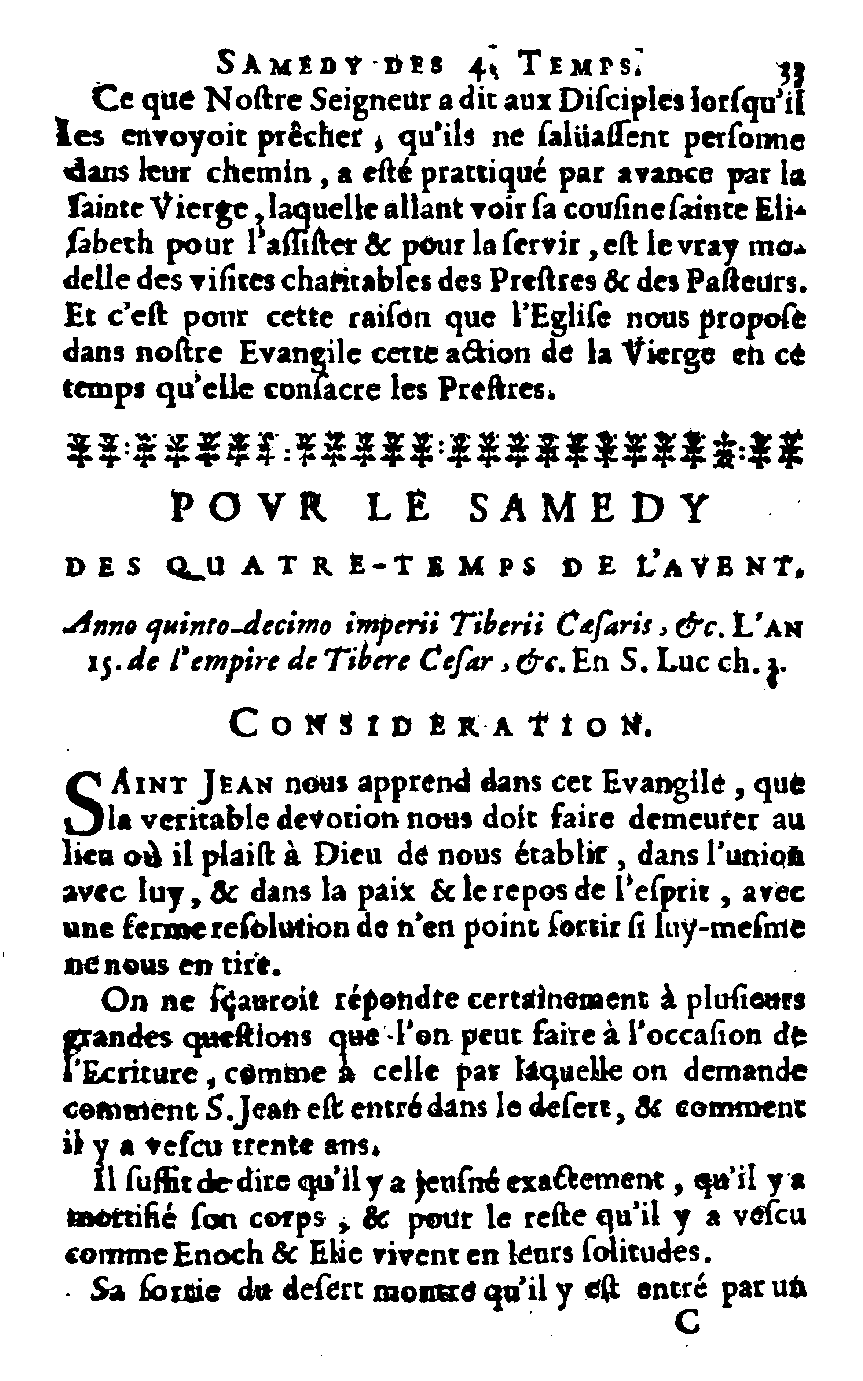 SAMEDY DES 4. TEMPS. 33
Ce que Noſtre Seigneur a dit aux Diſciples lorſqu'il
les envoyoit prêcher, qu'ils ne ſalüaſſent perſonne
dans leur chemin, a eſté prattiqué par avance par la
ſainte Vierge, laquelle allant voir ſa couſine ſainte Eli-
ſabeth pour l'aſſiſter & pour la ſervir, eſt le vray mo-
delle des viſites charitables des Preſtres & des Paſteurs.
Et c'eſt pour cette raiſon que l'Egliſe nous propoſe
dans noſtre Evangile cette action de la Vierge en ce
temps qu'elle conſacre les Preſtres.
POVR LE SAMEDY
DES QUATRE-TEMPS DE L'AVENT.
Anno quinto-decimo imperii Tiberii Cæſaris, &c. L'AN
15. de l'empire de Tibere Ceſar, &c. En S. Luc ch. 3.
CONSIDERATION.
SAINT JEAN nous apprend dans cet Evangile, que
la veritable devotion nous doit faire demeurer au
lieu où il plaiſt à Dieu de nous établir, dans l'union
avec luy, & dans la paix & le repos de l'eſprit, avec
une ferme reſolution de n'en point ſortir ſi luy-meſme
ne nous en tire.
On ne ſçauroit répondre certainement à pluſieurs
grandes queſtions que l'on peut faire à l'occaſion de
l'Ecriture, comme à celle par laquelle on demande
comment S. Jean eſt entré dans le deſert, & comment
il y a veſcu trente ans.
Il ſuffit de dire qu'il y a jeuſné exactement, qu'il y a
mortifié ſon corps, & pour le reſte qu'il y a veſcu
comme Enoch & Elie vivent en leurs ſolitudes.
Sa ſortie du deſert montre qu'il y eſt entré par un
C